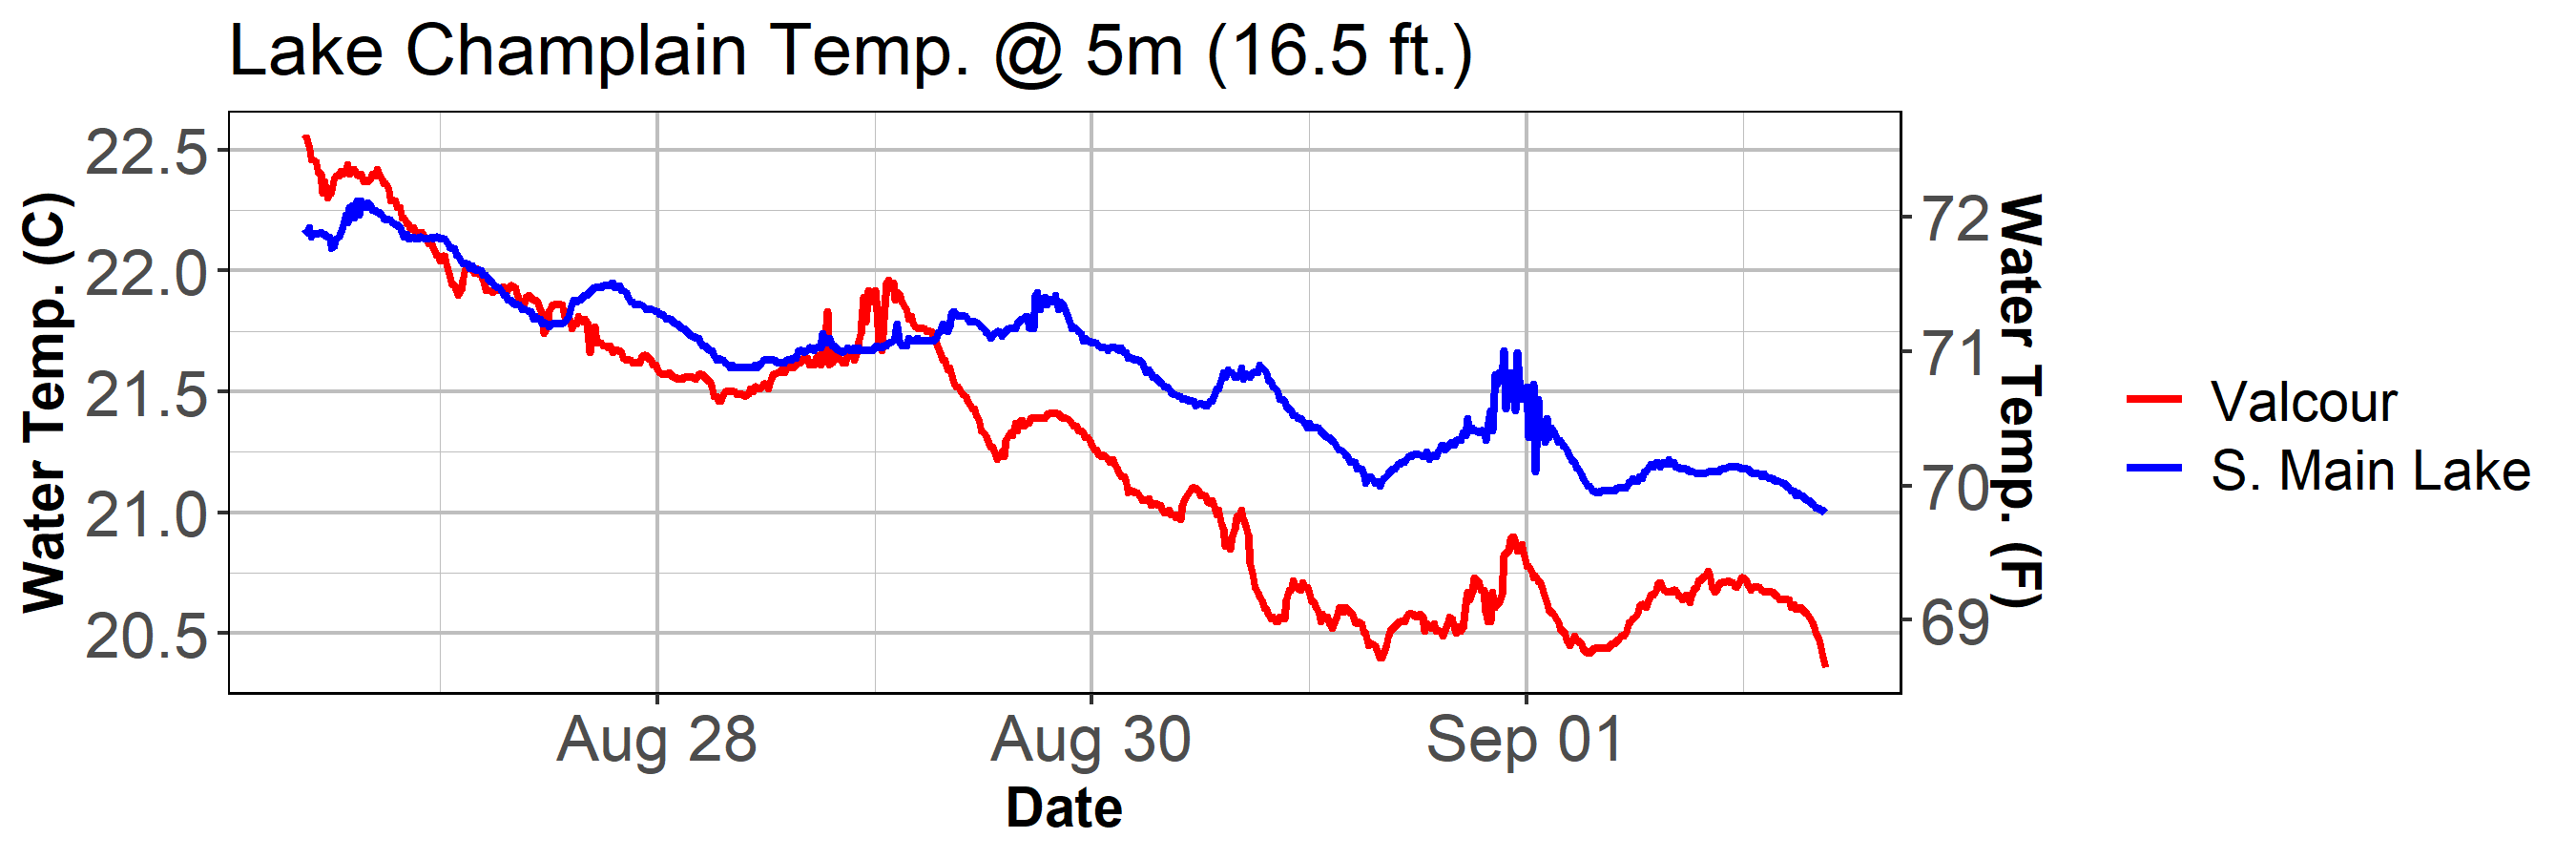 Lake Champlain Temp. @ 5m (16.5 ft.)
Water Temp. (C)
22.5
22.0
21.5
21.0
20.5
72
71
70
69
Water Temp. (F)
Aug 28
Aug 30
Sep 01
Date
Valcour
S. Main Lake